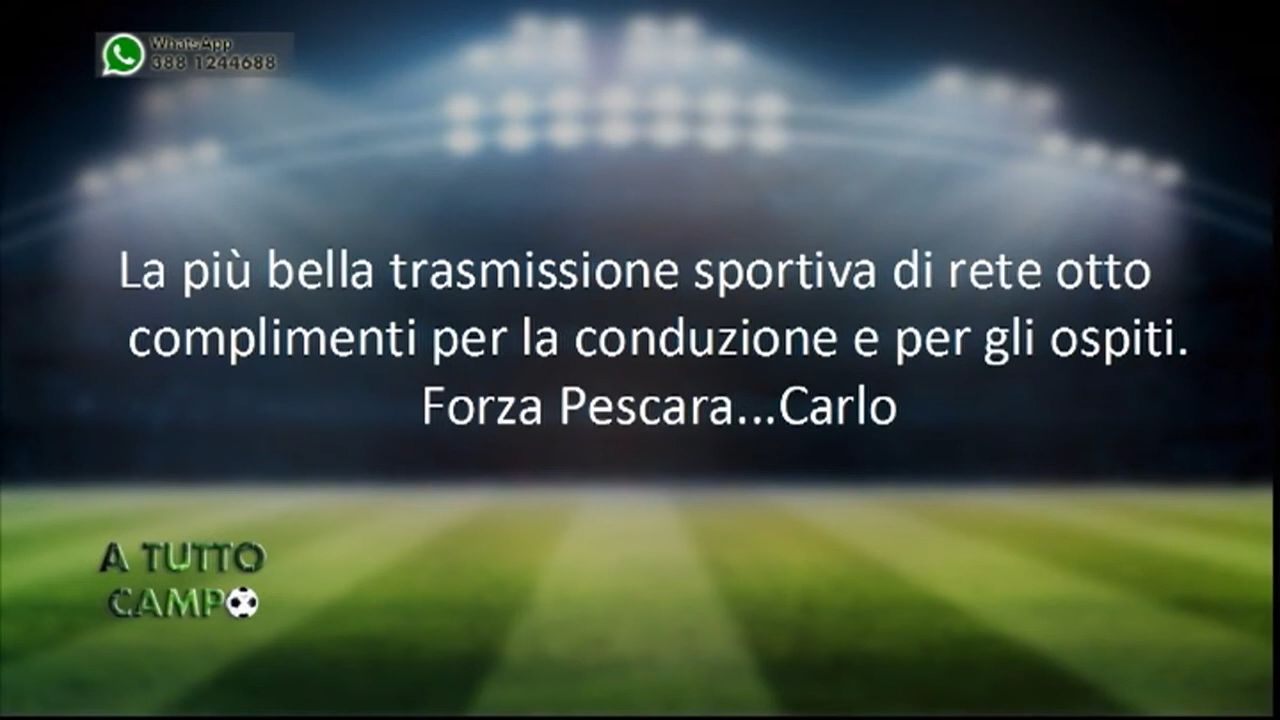 WhatsApp
388 1244688
La più bella trasmissione sportiva di rete otto
complimenti per la conduzione e per gli ospiti.
Forza Pescara...Carlo
A TUTTO
CAMPO